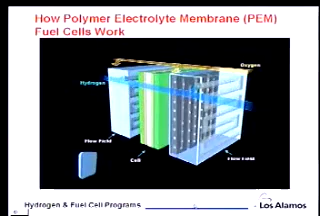 How Polymer Electrolyte Membrane (PEM)
Fuel Cells Work
Oxygen
Hydrogen
Flow Field
Cell
Flow Field
Hydrogen & Fuel Cell Programs
Los Alamos